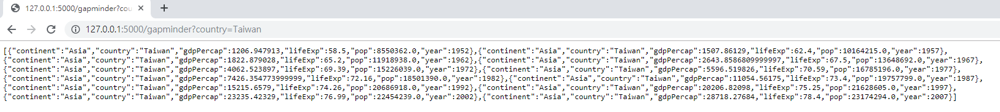 127.0.0.1:5000/gapminder?cou
127.0.0.1:5000/gapminder?country=Taiwan
[{"continent":"Asia","country":"Taiwan","gdpPercap":1206.947913,"lifeExp":58.5,"pop":8550362.0,"year":1952},{"continent":"Asia","country":"Taiwan","gdpPercap":1507.86129,"lifeExp":62.4,"pop":10164215.0,"year":1957},
{"continent":"Asia","country":"Taiwan","gdpPercap":1822.879028,"lifeExp":65.2,"pop":11918938.0,"year":1962},{"continent":"Asia","country":"Taiwan","gdpPercap":2643.8586809999997,"lifeExp":67.5,"pop":13648692.0,"year":1967},
{"continent":"Asia","country":"Taiwan","gdpPercap":4062.523897,"lifeExp":69.39,"pop":15226039.0,"year":1972},{"continent":"Asia","country":"Taiwan","gdpPercap":5596.519826,"lifeExp":70.59,"pop":16785196.0,"year":1977},
{"continent":"Asia","country":"Taiwan","gdpPercap":7426.354773999999,"lifeExp":72.16,"pop":18501390.0,"year":1982},{"continent":"Asia","country":"Taiwan","gdpPercap":11054.56175,"lifeExp":73.4,"pop":19757799.0,"year":1987},
{"continent":"Asia","country":"Taiwan","gdpPercap":15215.6579,"lifeExp":74.26,"pop":20686918.0,"year":1992},{"continent":"Asia","country":"Taiwan","gdpPercap":20206.82098,"lifeExp":75.25,"pop":21628605.0,"year":1997},
{"continent":"Asia","country":"Taiwan","gdpPercap":23235.42329,"lifeExp":76.99,"pop":22454239.0,"year":2002},{"continent":"Asia","country":"Taiwan","gdpPercap":28718.27684,"lifeExp":78.4,"pop":23174294.0,"year":2007}]